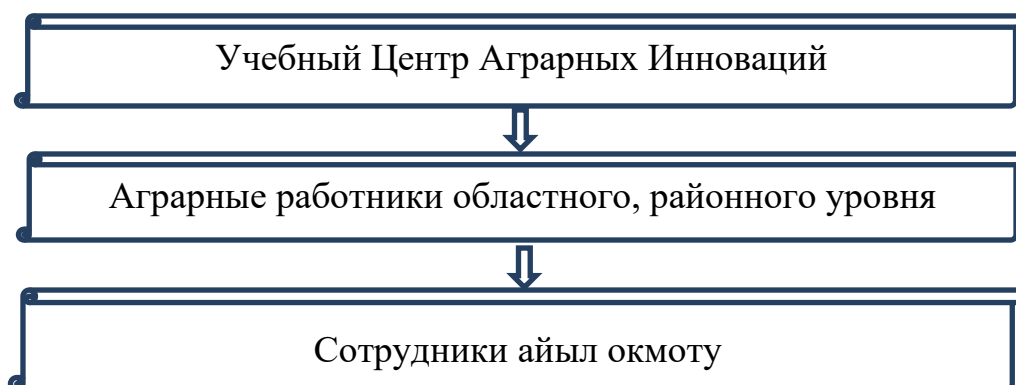 Учебный Центр Аграрных Инноваций
Аграрные работники областного, районного уровня
Сотрудники айыл окмоту